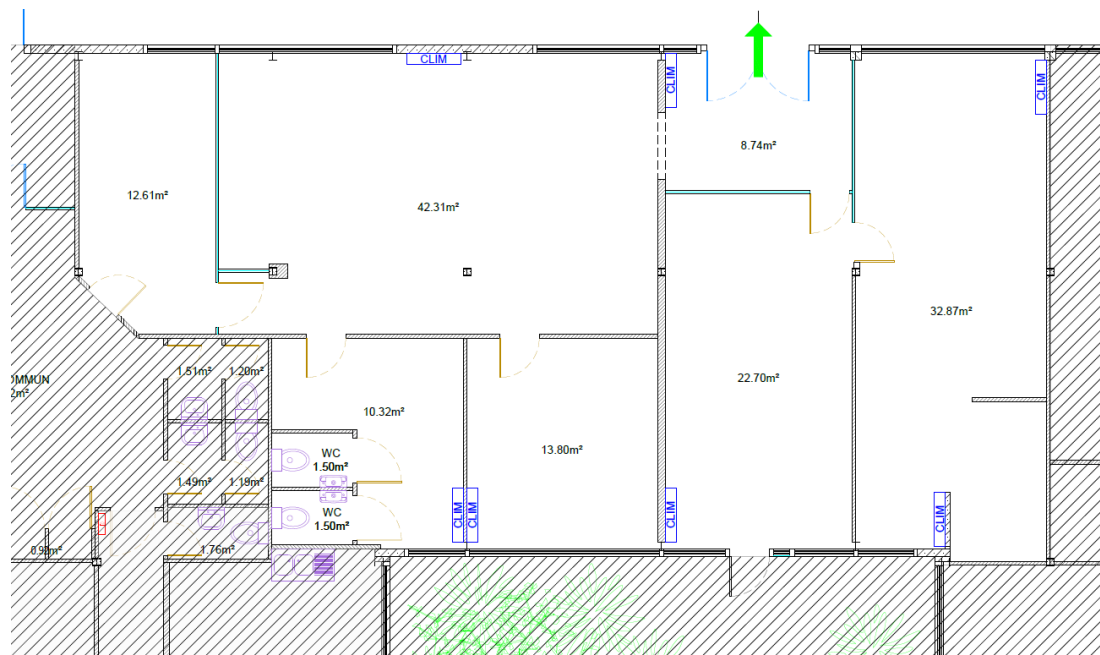 CLIM
CLIM
CLIM
8.74m²
12.61m²
42.31m²
32.87m²
1.51m²
1.20m²
22.70m²
10.32m²
13.80m²
WC
1.50m²
1.49m²
1.19m²
WC
1.50m²
CLIM
CLIM
CLIM
CLIM
1.76m²